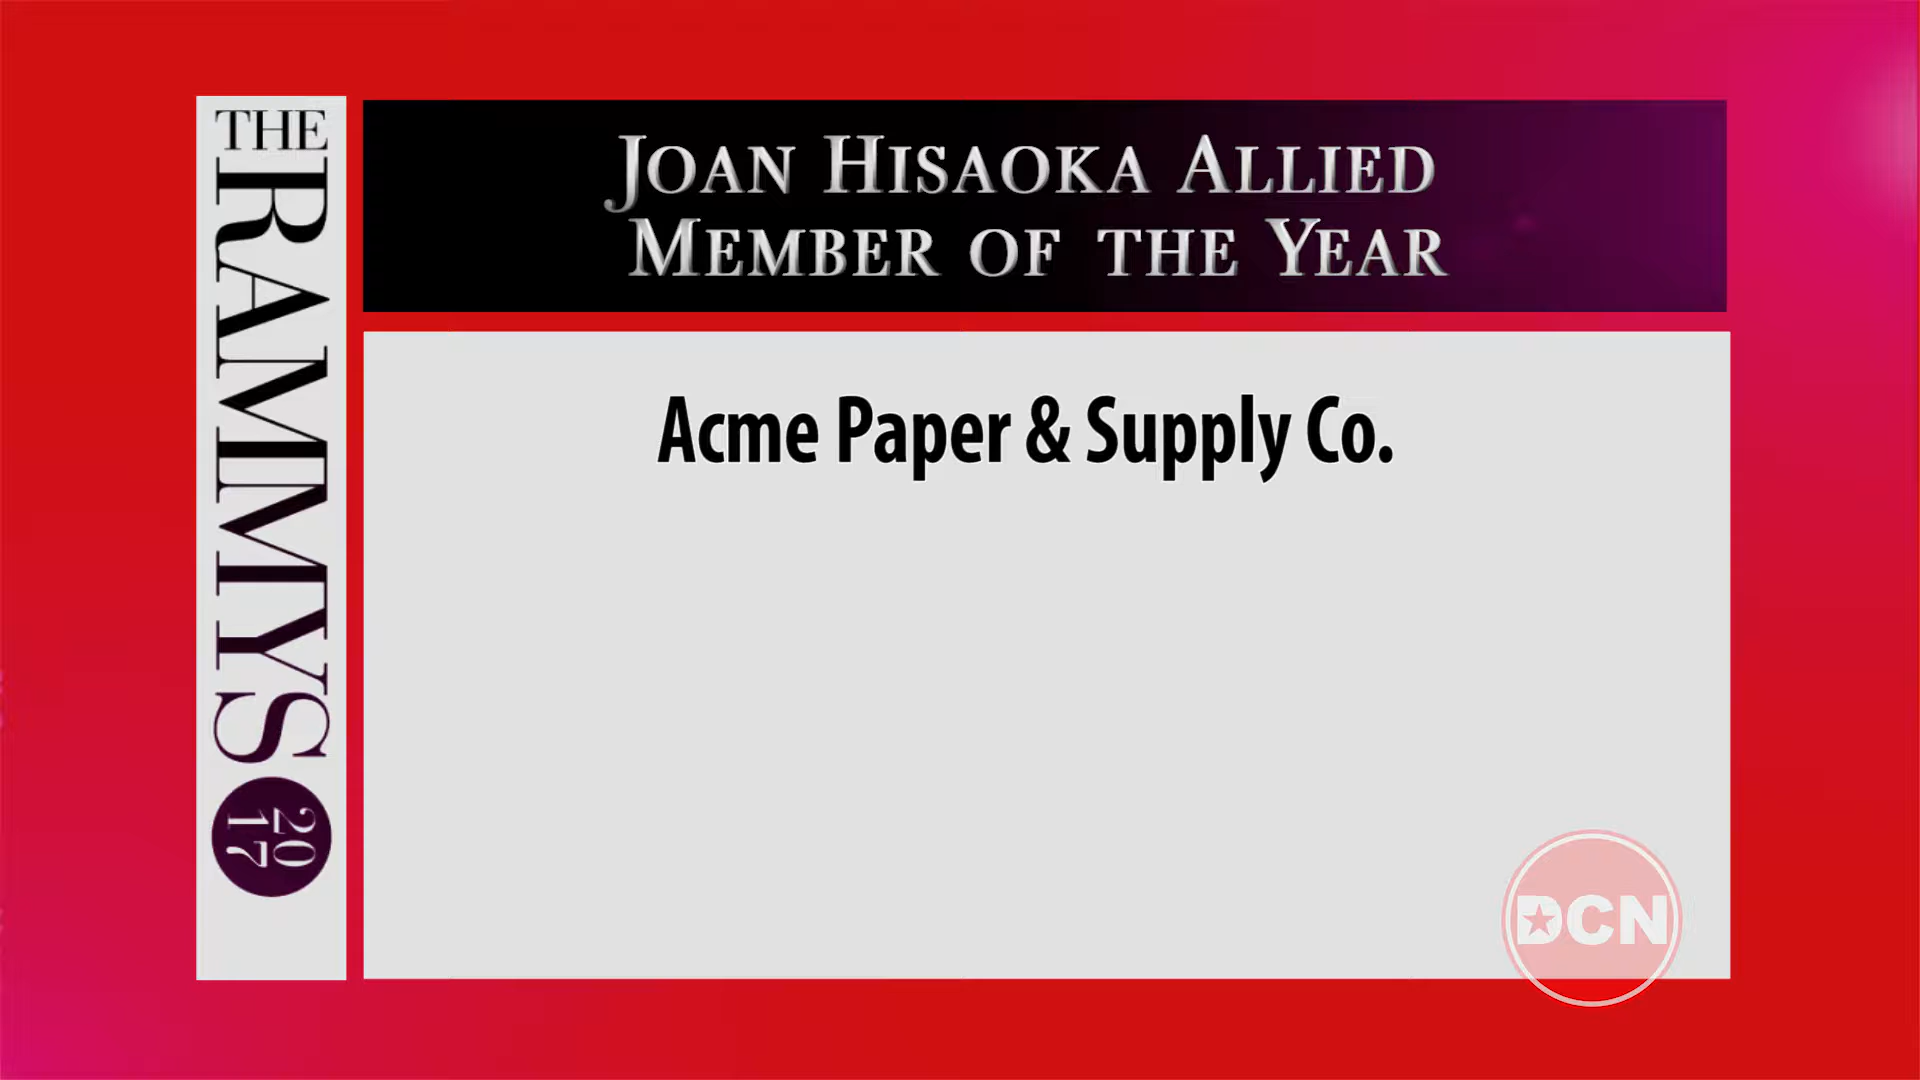 THE RAMMYS
20
17
JOAN HISAOKA ALLIED
MEMBER OF THE YEAR
Acme Paper & Supply Co.
DCN